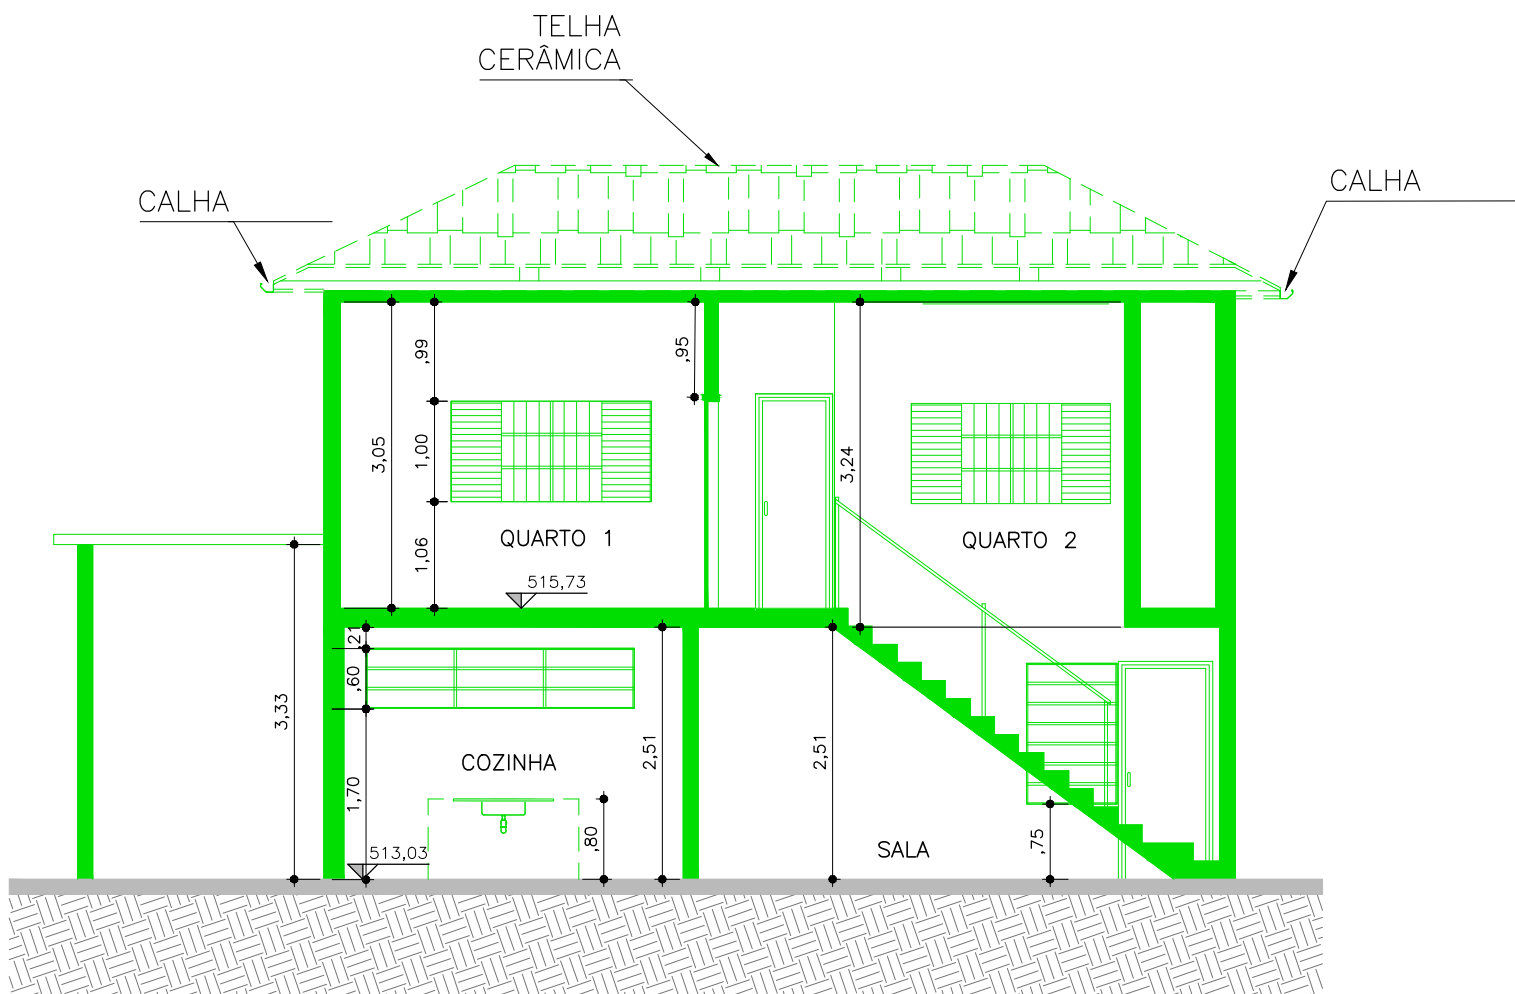 TELHA
CERÂMICA
CALHA
CALHA
,99
,95
3,05
1,00
3,24
1,06
QUARTO 1
QUARTO 2
515,73
,21
,60
3,33
2,51
2,51
COZINHA
1,70
,80
,75
SALA
513,03